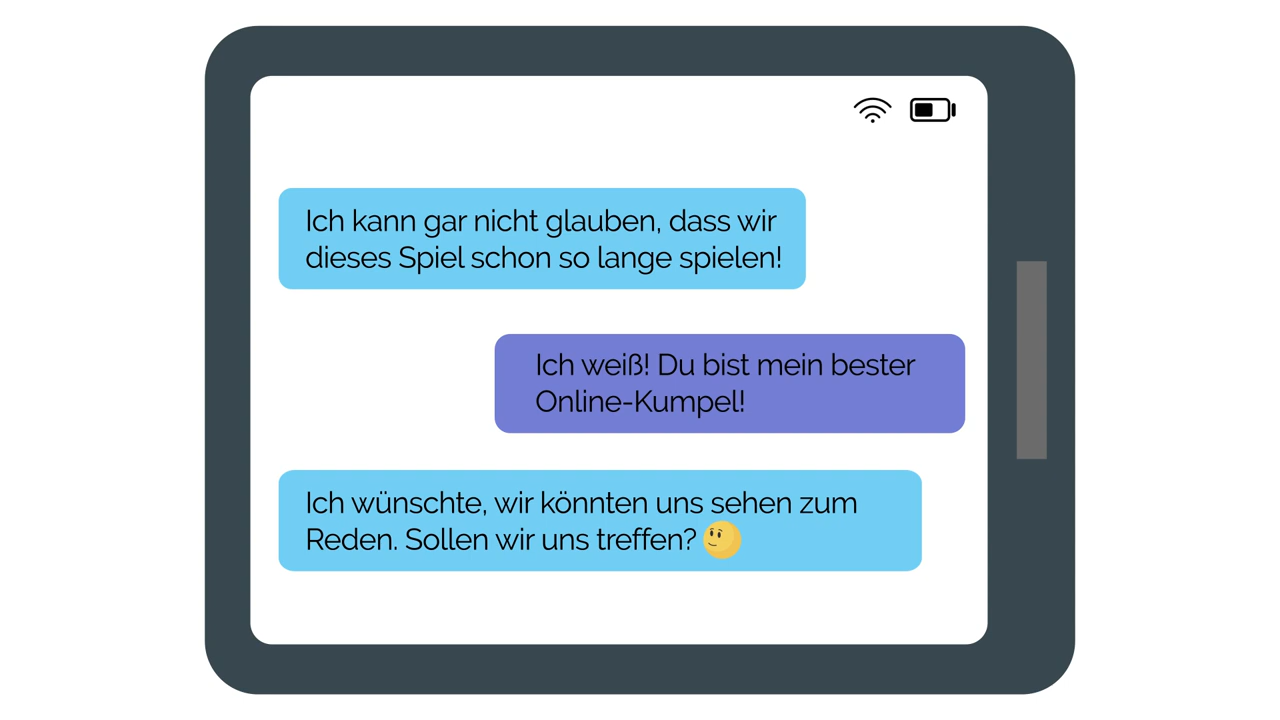 Ich kann gar nicht glauben, dass wir
dieses Spiel schon so lange spielen!
Ich weiß! Du bist mein bester
Online-Kumpel!
Ich wünschte, wir könnten uns sehen zum
Reden. Sollen wir uns treffen?